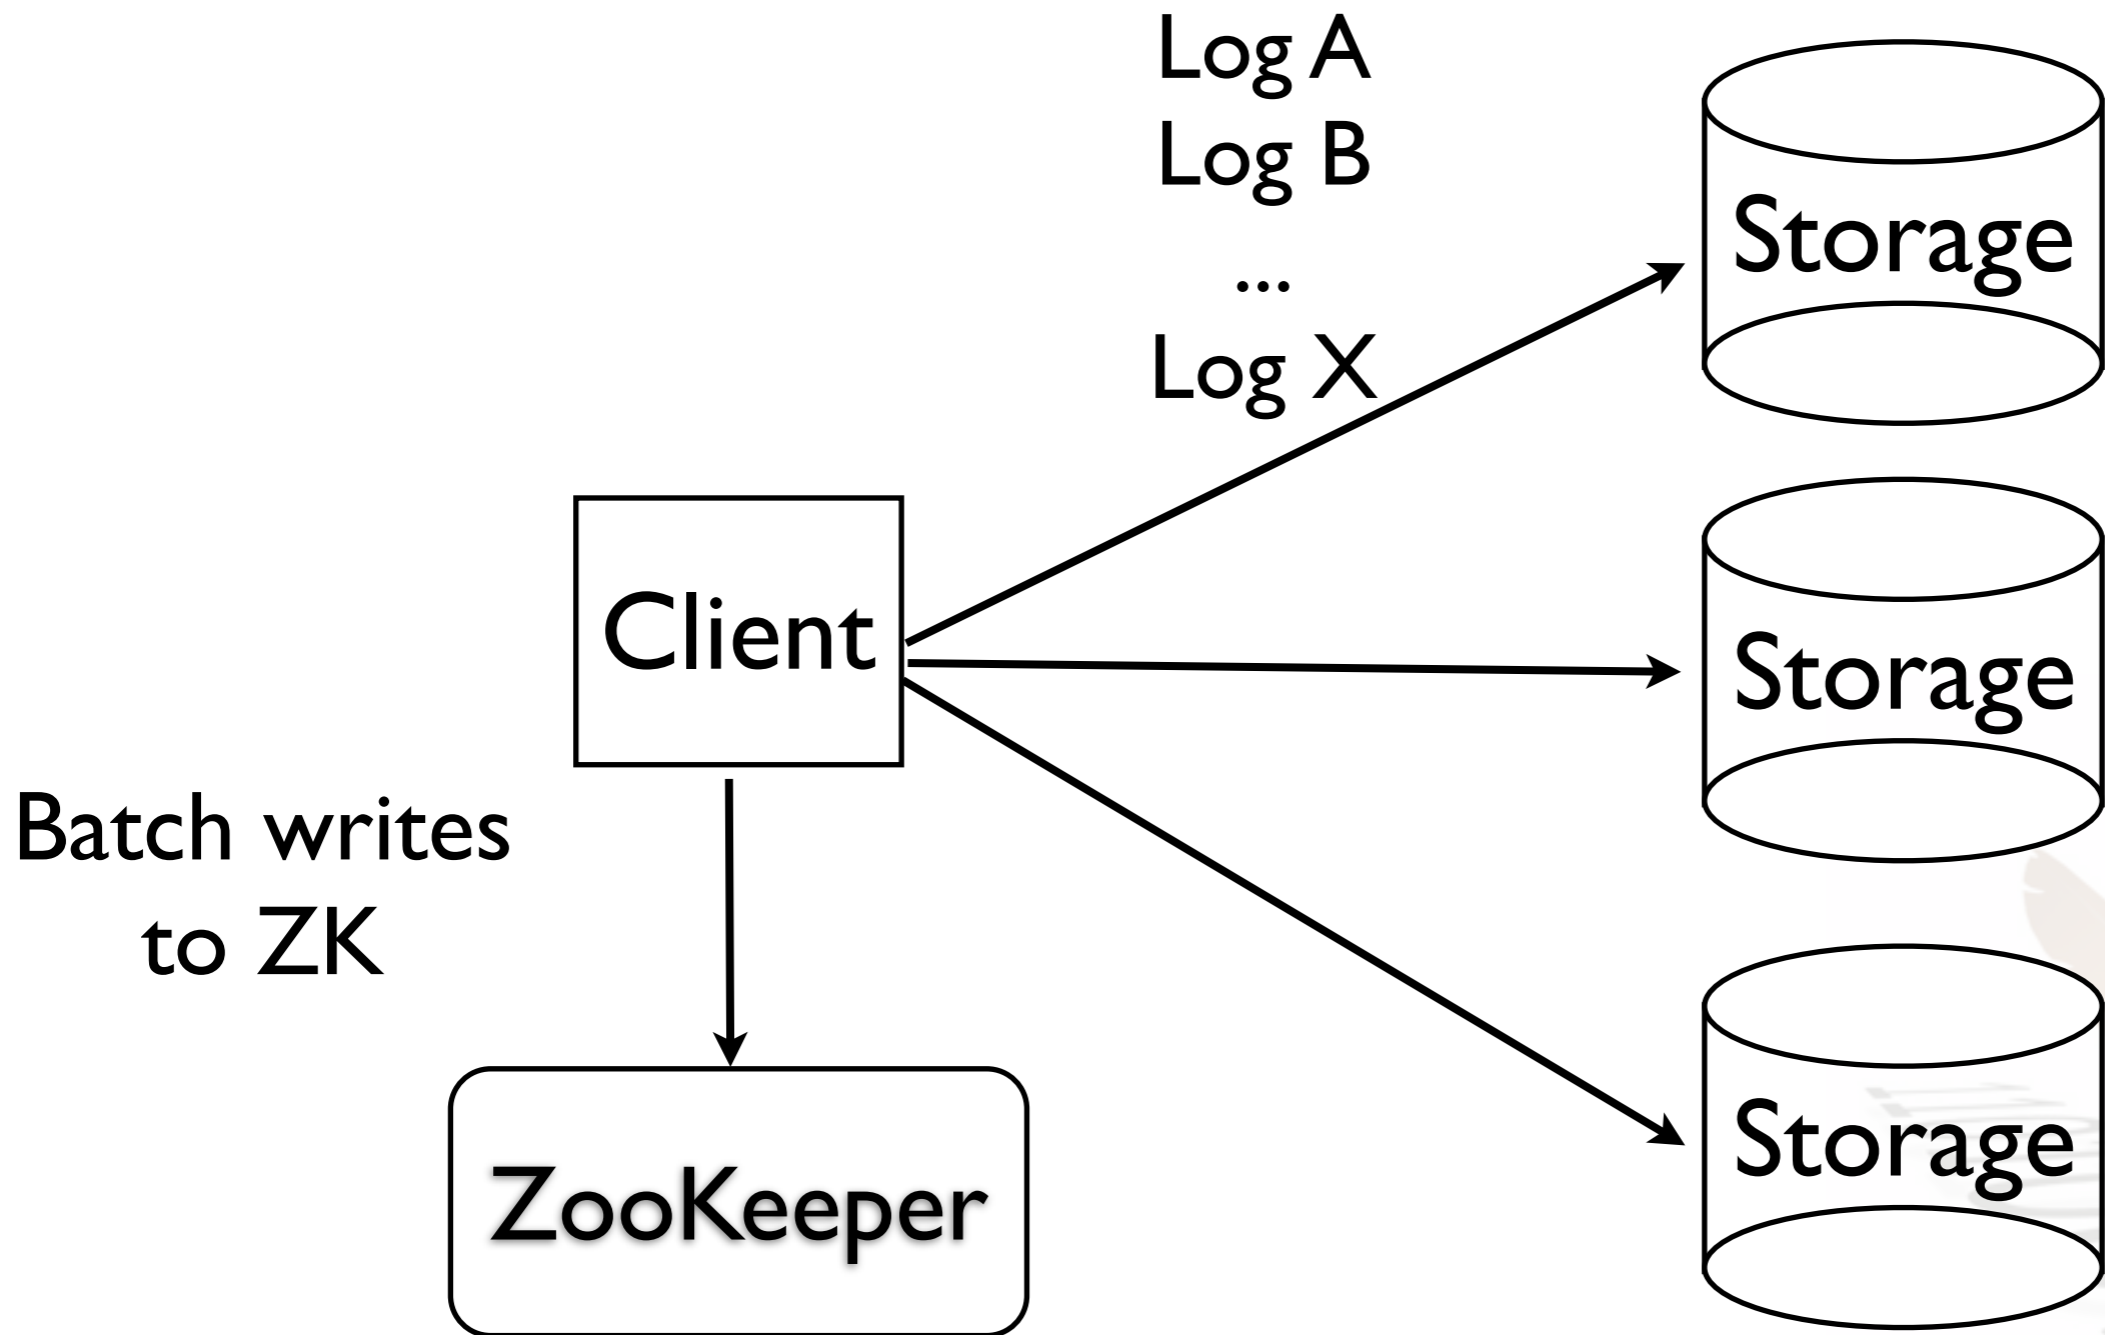 Log A
Log B
...
Log X
Storage
Client
Storage
Batch writes
to ZK
ZooKeeper
Storage